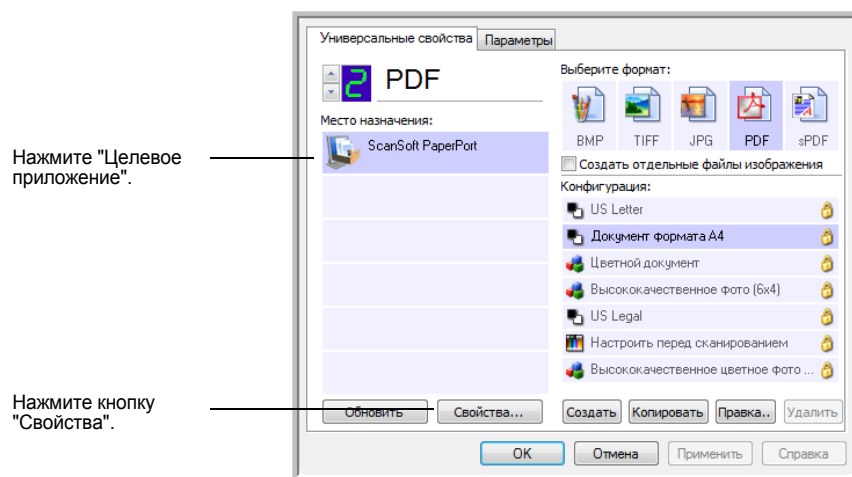 Универсальные свойства Параметры
2 PDF
Место назначения:
ScanSoft PaperPort
Нажмите "Целевое
приложение".
Выберите формат:
BMP TIFF JPG PDF sPDF
Создать отдельные файлы изображения
Конфигурация:
US Letter
Документ формата A4
Цветной документ
Высококачественное фото (6x4)
US Legal
Настроить перед сканированием
Высококачественное цветное фото ...
Нажмите кнопку
"Свойства".
Обновить Свойства... Создать Копировать Правка.. Удалить
OK Отмена Применить Справка